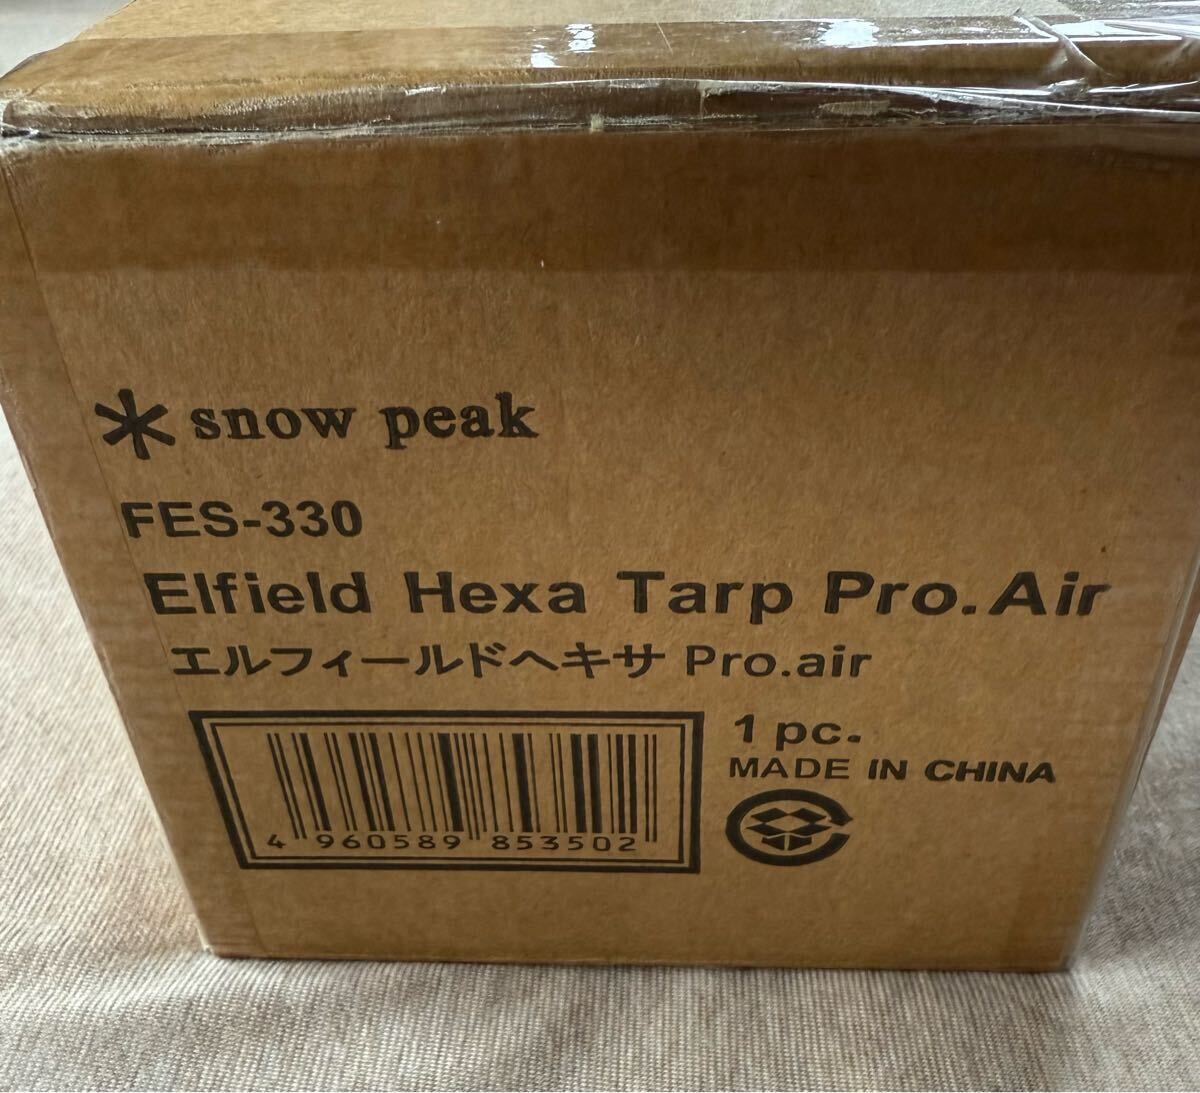 snow peak
FES-330
Elfield Hexa Tarp Pro.Air
エルフィールドヘキサ Pro.air
1 pc.
MADE IN CHINA
4 960589 853502